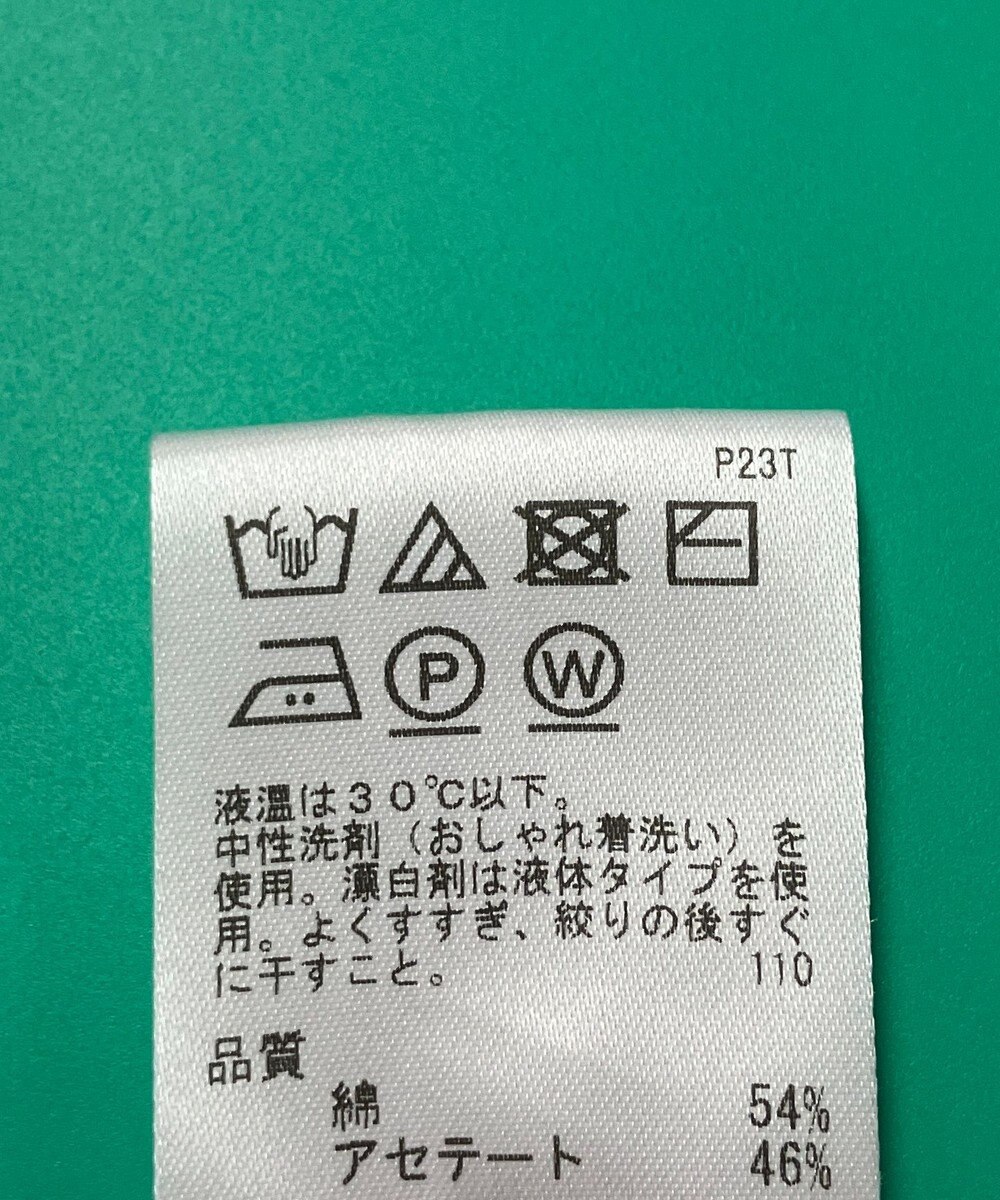 P23T
P
W
液温は30℃以下。
中性洗剤（おしゃれ着洗い）を
使用。漂白剤は液体タイプを使
用。よくすすぎ、絞りの後すぐ
に干すこと。 110
品質
綿 54%
アセテート 46%